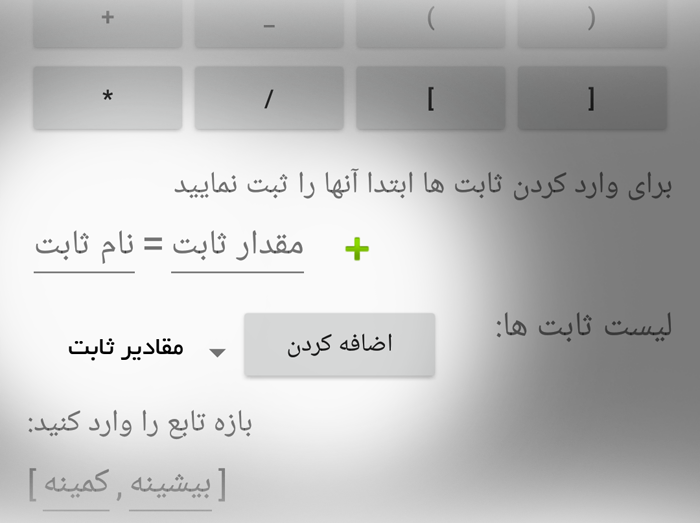 + _ ( )
* / [ ]
برای وارد کردن ثابت ها ابتدا آنها را ثبت نمایید
نام ثابت = مقدار ثابت +
لیست ثابت ها:
اضافه کردن
مقادیر ثابت
بازه تابع را وارد کنید:
[ کمینه , بیشینه ]